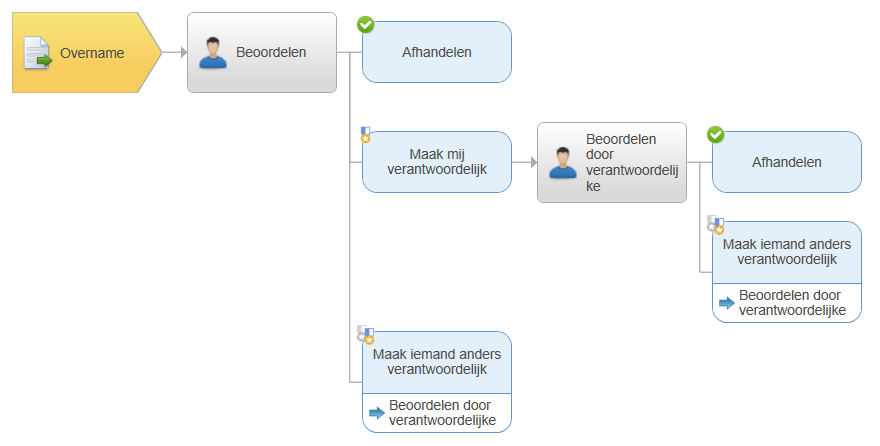 Overname
Beoordelen
Afhandelen
Maak mij
verantwoordelijk
Beoordelen
door
verantwoordelij
ke
Afhandelen
Maak iemand anders
verantwoordelijk
Beoordelen door
verantwoordelijke
Maak iemand anders
verantwoordelijk
Beoordelen door
verantwoordelijke